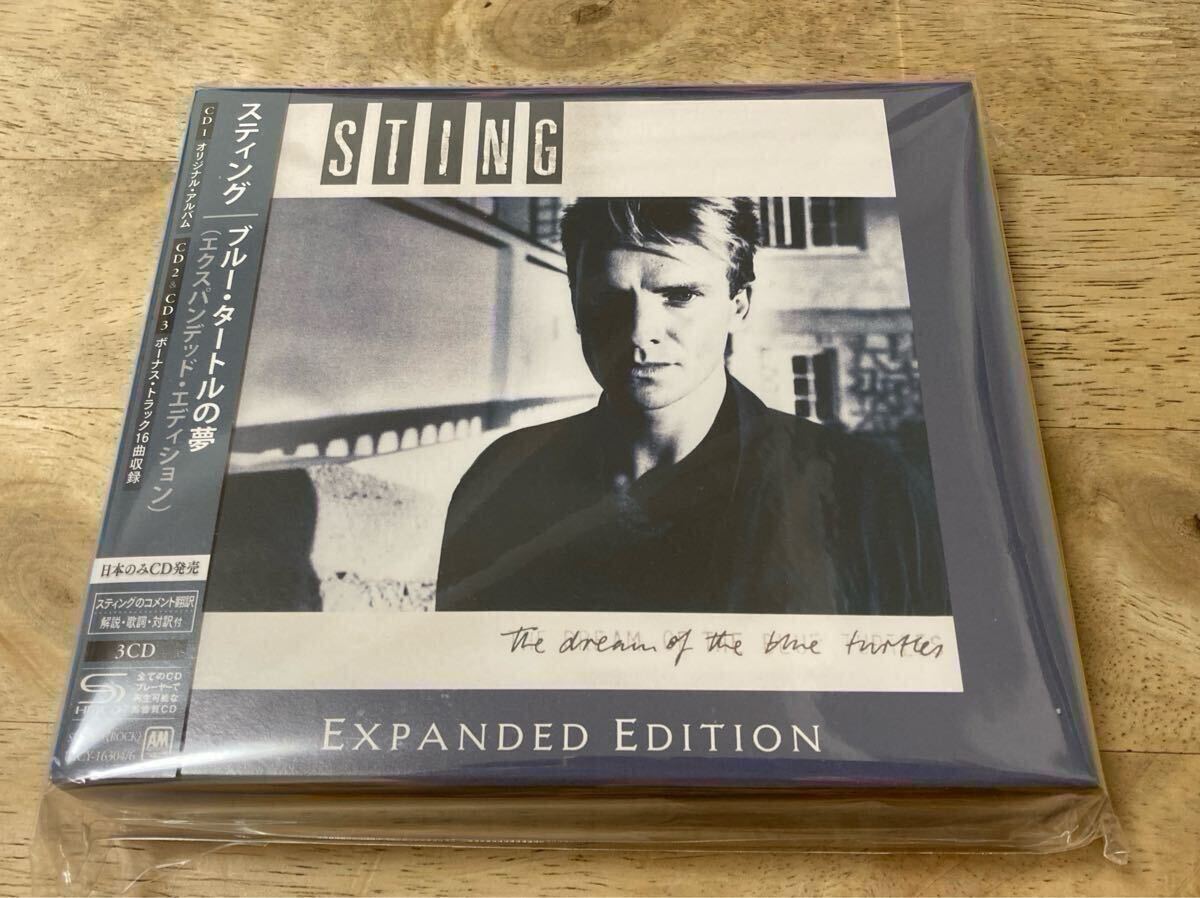 スティング
ブルー・タートルの夢
(エクスパンデッド・エディション)
CD1 オリジナル・アルバム
CD2 & CD3 ボーナス・トラック16曲収録
日本のみCD発売
スティングのコメント翻訳
解説・歌詞・対訳付
3CD
全てのCD
プレーヤーで
再生可能な
高音質CD
(ROCK)
CY-16304/6
AM
STING
the dream of the blue turtles
EXPANDED EDITION